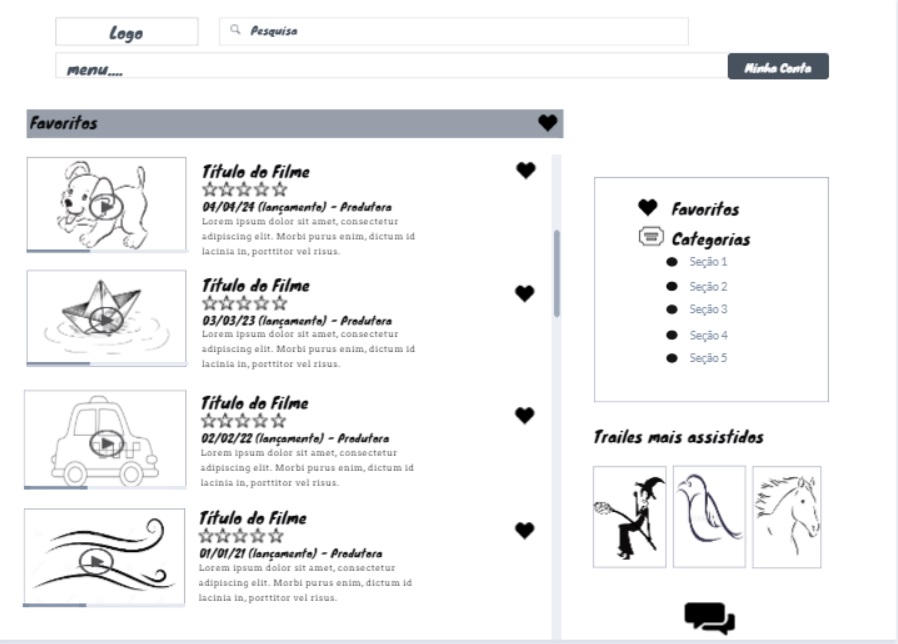 Logo
Pesquisa
menu....
Minha Conta
Favoritos
Título do Filme
04/04/24 (lançamento) - Produtora
Lorem ipsum dolor sit amet, consectetur
adipiscing elit. Morbi purus enim, dictum id
lacinia in, porttitor vel risus.
Título do Filme
03/03/23 (lançamento) - Produtora
Lorem ipsum dolor sit amet, consectetur
adipiscing elit. Morbi purus enim, dictum id
lacinia in, porttitor vel risus.
Título do Filme
02/02/22 (lançamento) - Produtora
Lorem ipsum dolor sit amet, consectetur
adipiscing elit. Morbi purus enim, dictum id
lacinia in, porttitor vel risus.
Título do Filme
01/01/21 (lançamento) - Produtora
Lorem ipsum dolor sit amet, consectetur
adipiscing elit. Morbi purus enim, dictum id
lacinia in, porttitor vel risus.
Favoritos
Categorias
Seção 1
Seção 2
Seção 3
Seção 4
Seção 5
Trailes mais assistidos